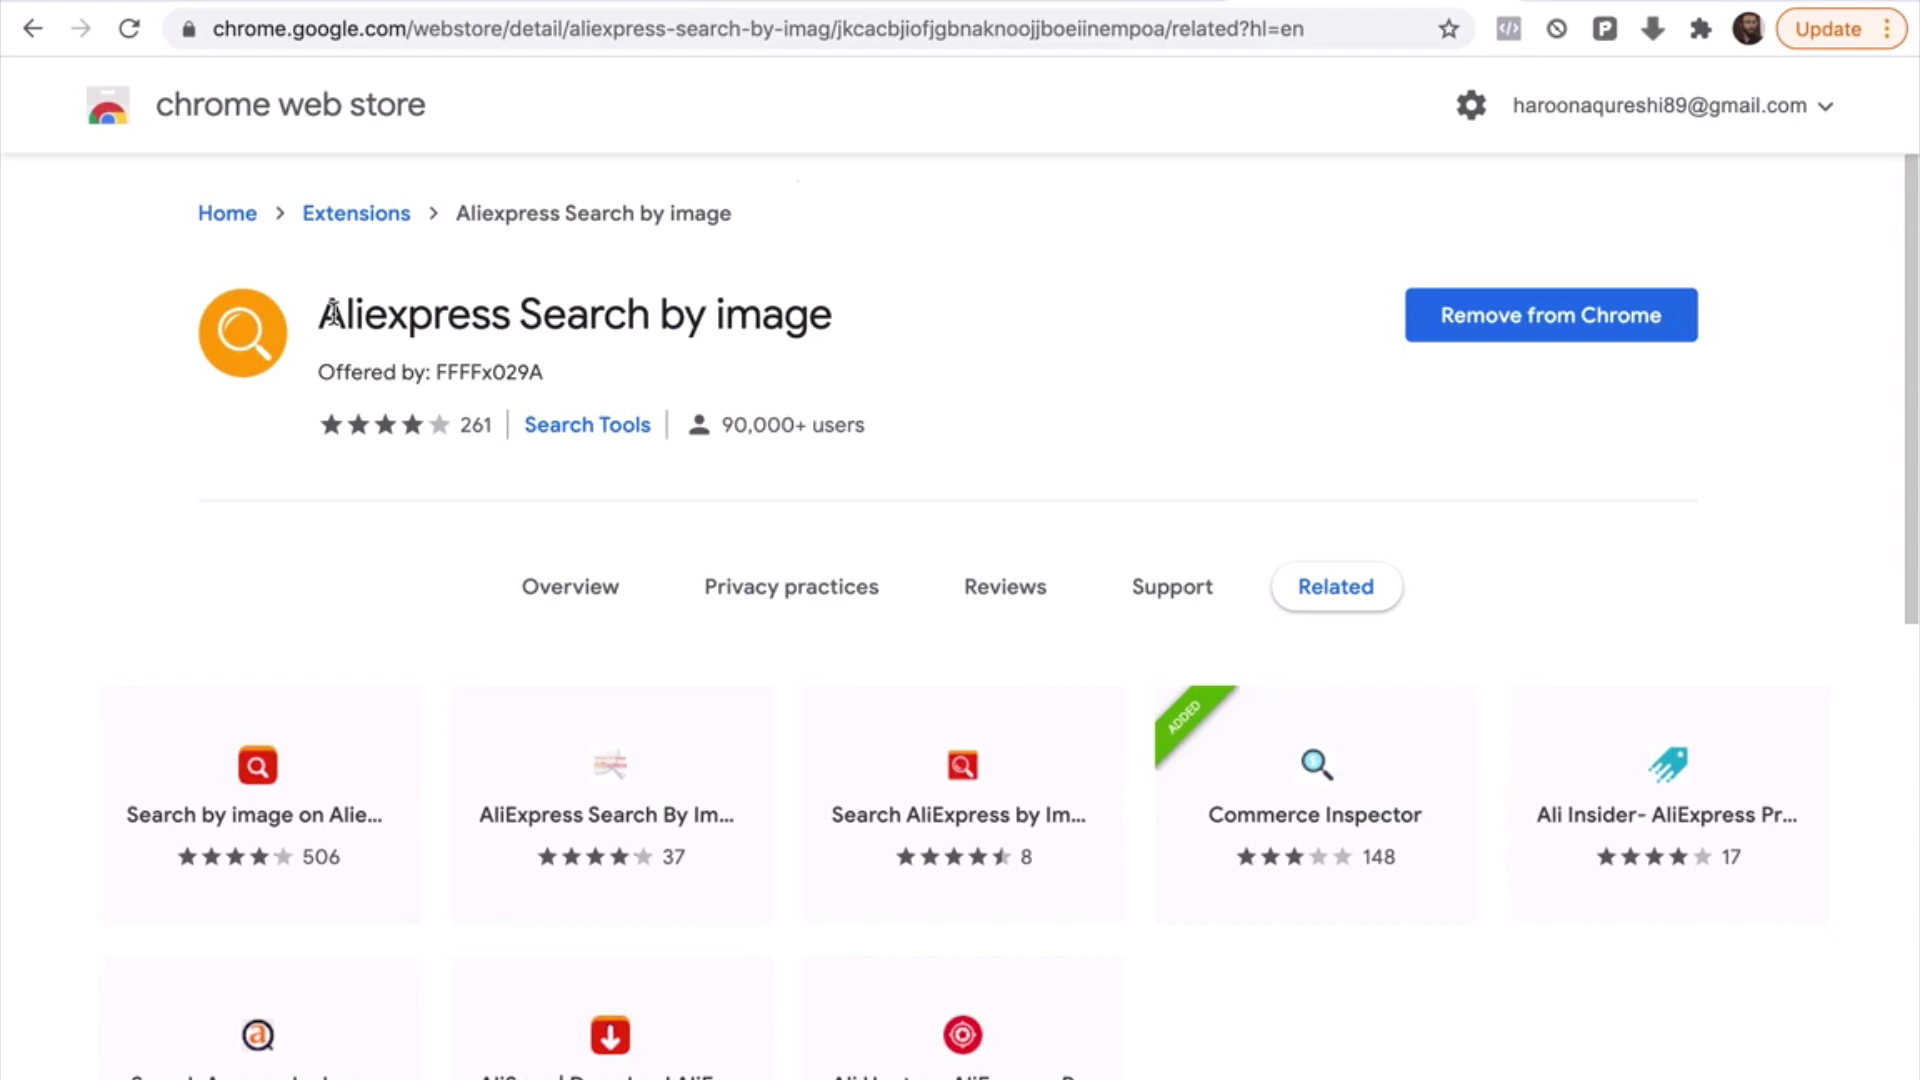 chrome.google.com/webstore/detail/aliexpress-search-by-imag/jkcacbjiofjgbnaknoojjboeiinempoa/related?hl=en
Update
chrome web store
haroonaqureshi89@gmail.com
Home > Extensions > Aliexpress Search by image
Aliexpress Search by image
Remove from Chrome
Offered by: FFFFx029A
261 | Search Tools | 90,000+ users
Overview Privacy practices Reviews Support Related
ADDED
Search by image on Alie... AliExpress Search By Im... Search AliExpress by Im... Commerce Inspector Ali Insider- AliExpress Pr...
506 37 8 148 17